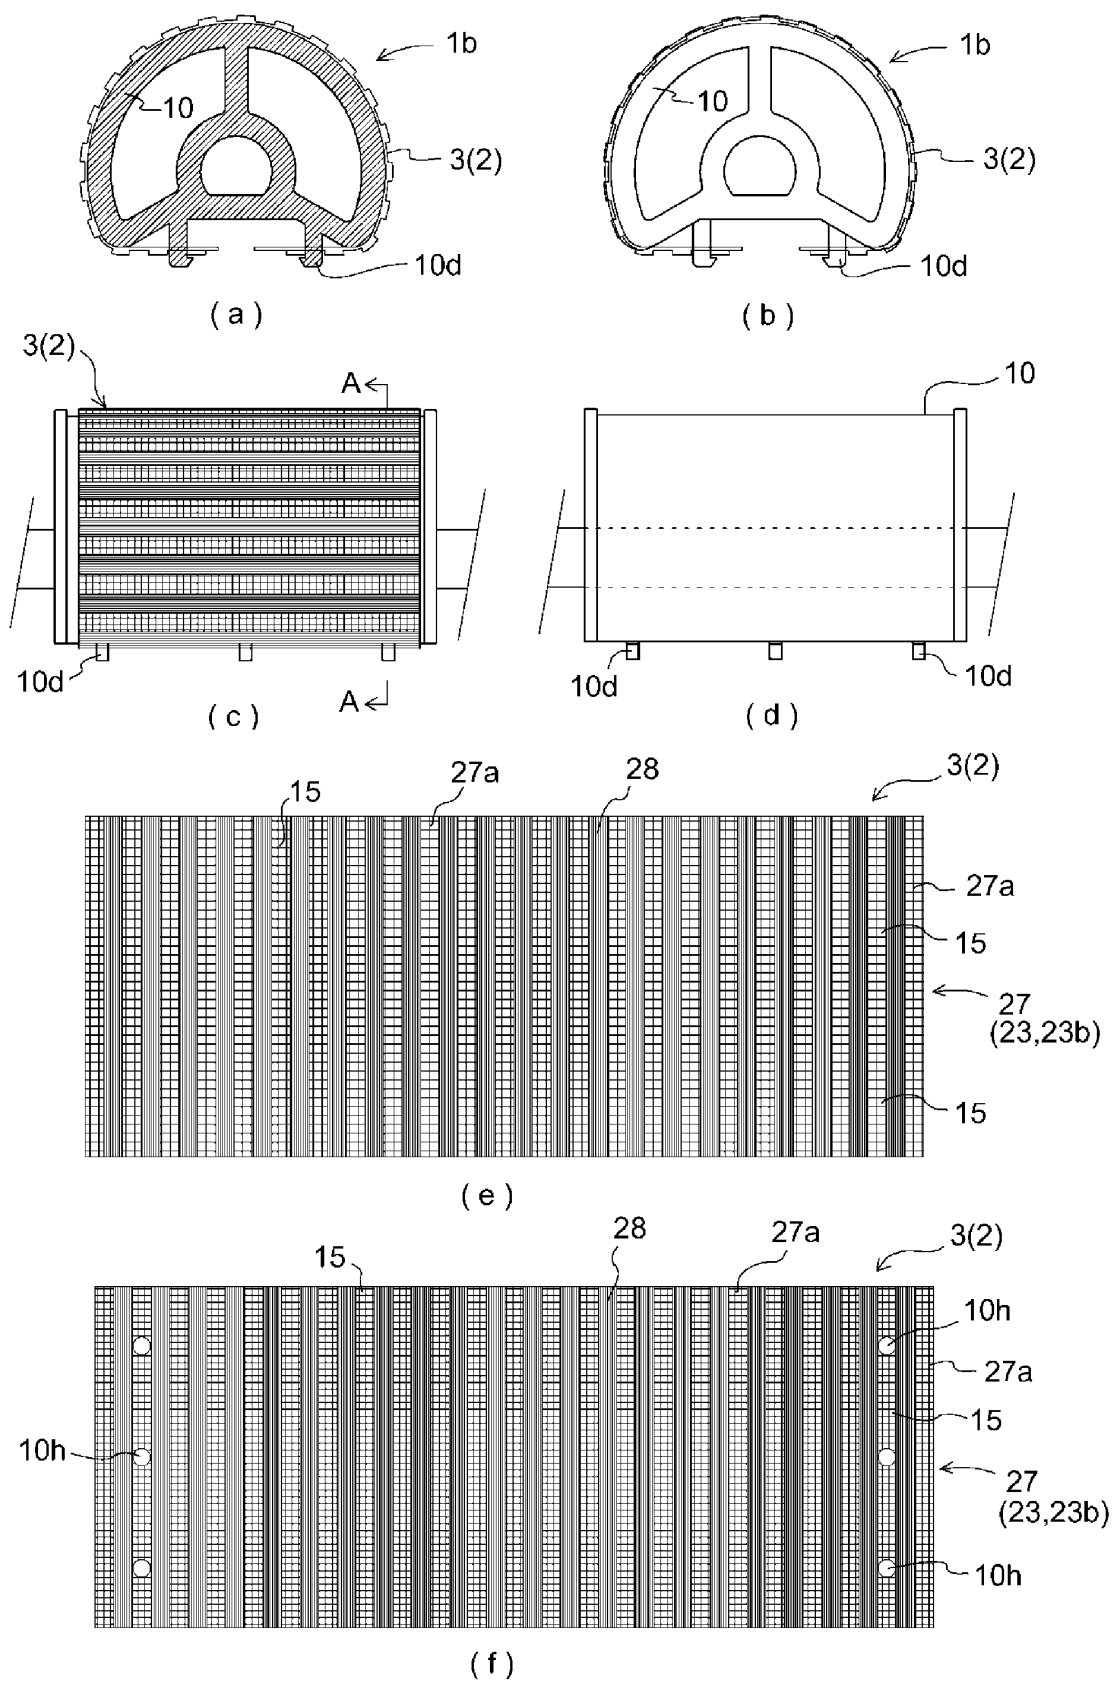 1b
10
3(2)
10d
( a )
1b
10
3(2)
10d
( b )
3(2)
A
10d
A
( c )
10
10d
10d
( d )
15
27a
28
3(2)
27a
15
27
(23,23b)
15
( e )
15
28
27a
3(2)
10h
27a
15
10h
27
(23,23b)
10h
( f )